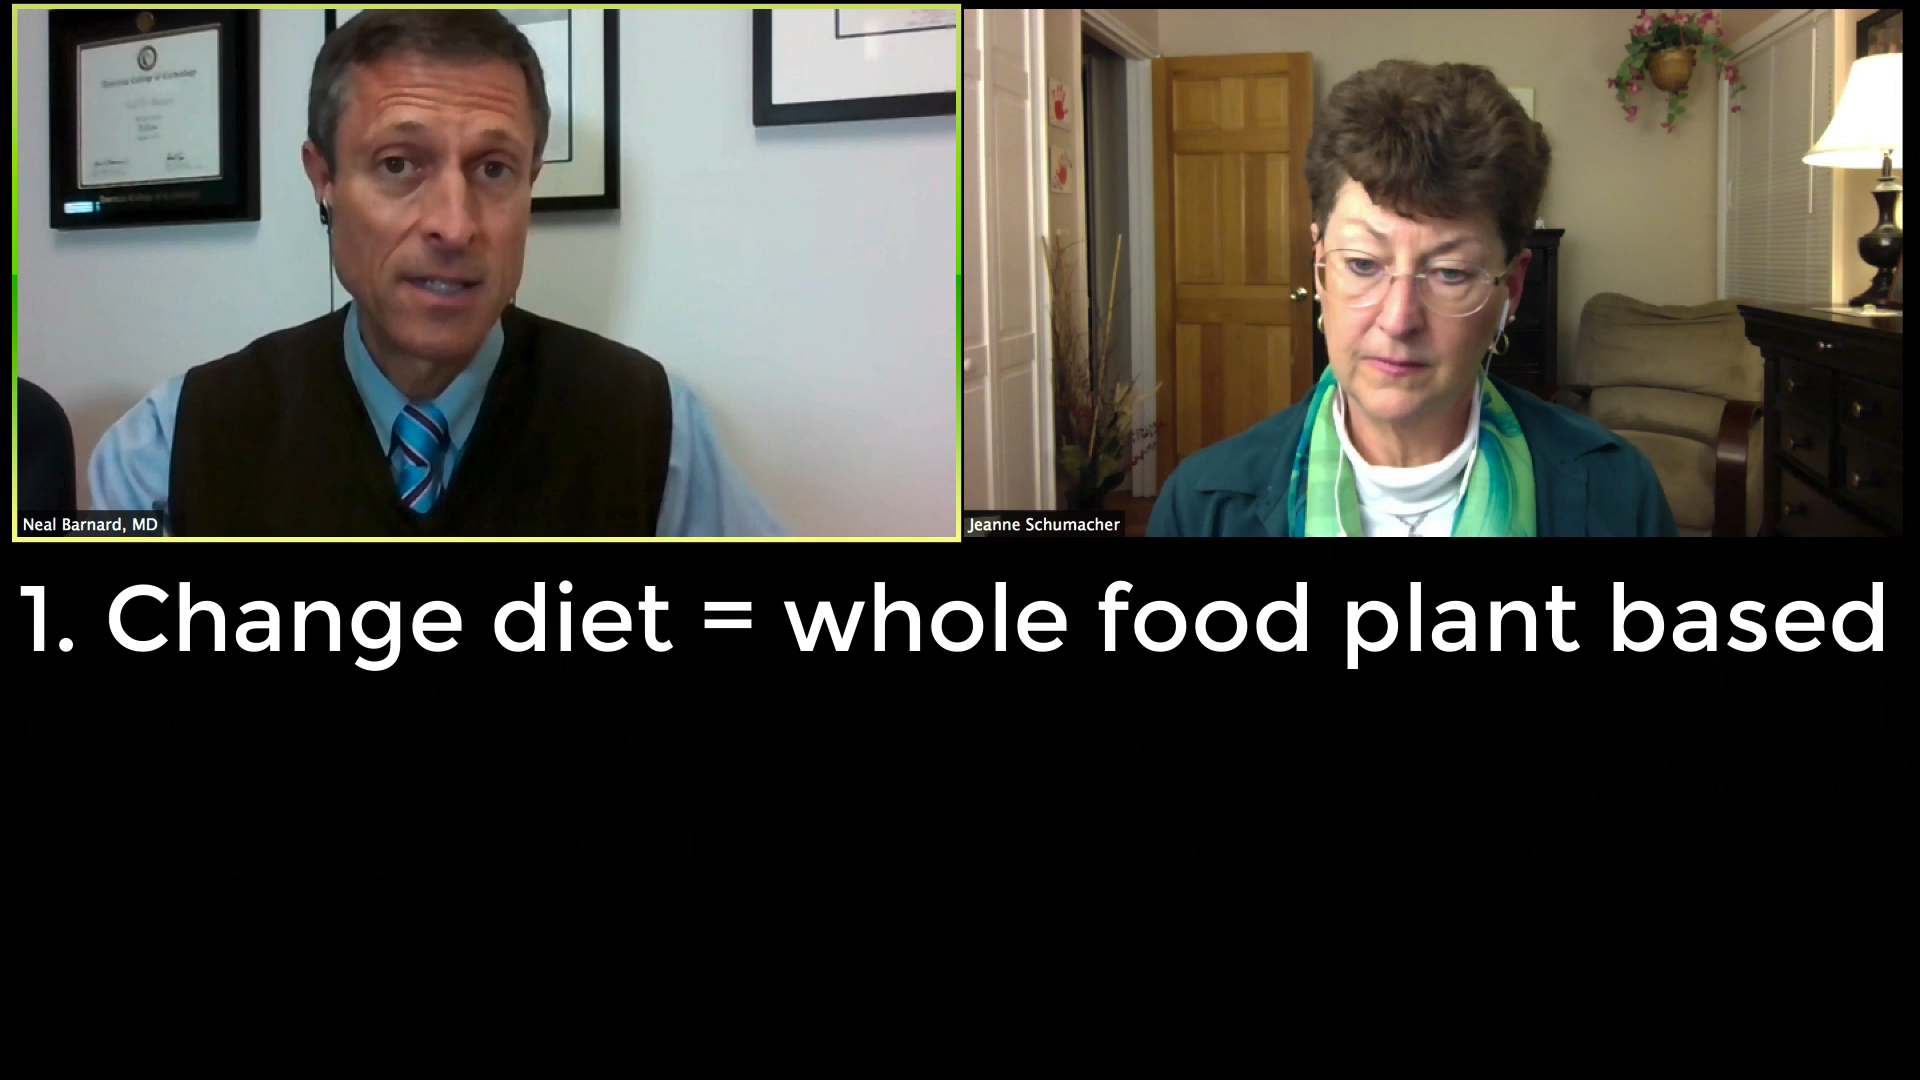 Neal Barnard, MD
Jeanne Schumacher
1. Change diet = whole food plant based